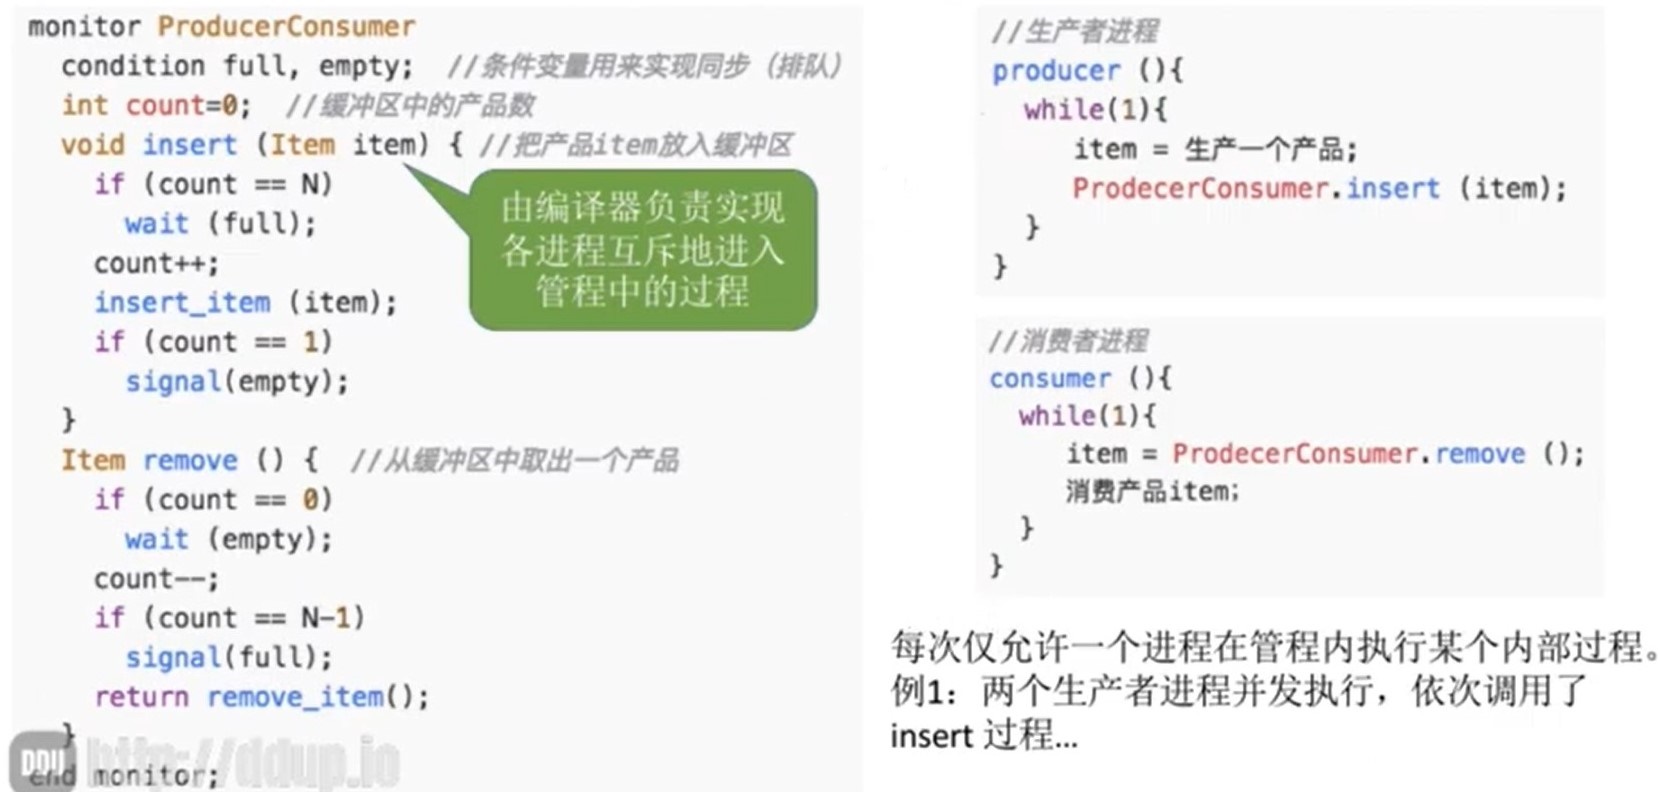 monitor ProducerConsumer
condition full, empty; //条件变量用来实现同步（排队）
int count=0; //缓冲区中的产品数
void insert (Item item) { //把产品item放入缓冲区
if (count == N)
wait (full);
count++;
insert_item (item);
if (count == 1)
signal(empty);
}
Item remove () { //从缓冲区中取出一个产品
if (count == 0)
wait (empty);
count--;
if (count == N-1)
signal(full);
return remove_item();
}
end monitor;
由编译器负责实现
各进程互斥地进入
管程中的过程
//生产者进程
producer (){
while(1){
item = 生产一个产品;
ProdecerConsumer.insert (item);
}
}
//消费者进程
consumer (){
while(1){
item = ProdecerConsumer.remove ();
消费产品item;
}
}
每次仅允许一个进程在管程内执行某个内部过程。
例1：两个生产者进程并发执行，依次调用了
insert 过程...
DDU http://ddup.io